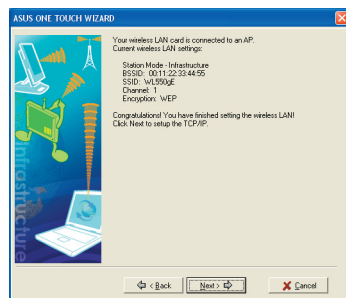 ASUS ONE TOUCH WIZARD
Your wireless LAN card is connected to an AP.
Current wireless LAN settings:
Station Mode - Infrastructure
BSSID: 00:11:22:33:44:55
SSID: WL550gE
Channel: 1
Encryption: WEP
Congratulations! You have finished setting the wireless LAN!
Click Next to setup the TCP/IP.
Infrastructure
< Back
Next >
Cancel